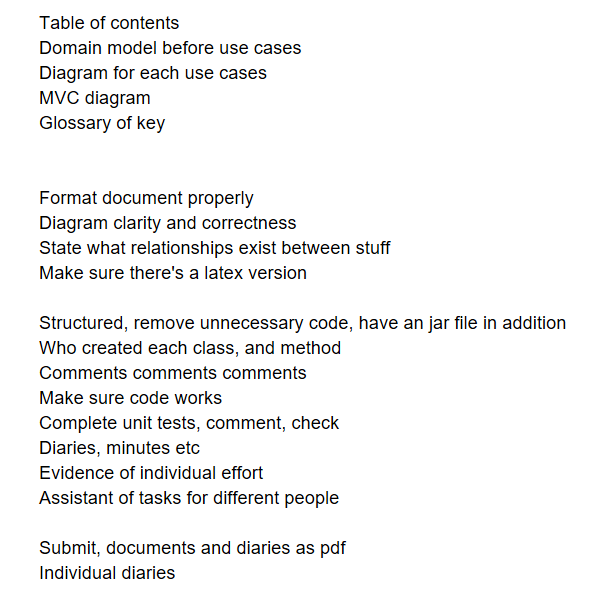 Table of contents
Domain model before use cases
Diagram for each use cases
MVC diagram
Glossary of key
Format document properly
Diagram clarity and correctness
State what relationships exist between stuff
Make sure there's a latex version
Structured, remove unnecessary code, have an jar file in addition
Who created each class, and method
Comments comments comments
Make sure code works
Complete unit tests, comment, check
Diaries, minutes etc
Evidence of individual effort
Assistant of tasks for different people
Submit, documents and diaries as pdf
Individual diaries